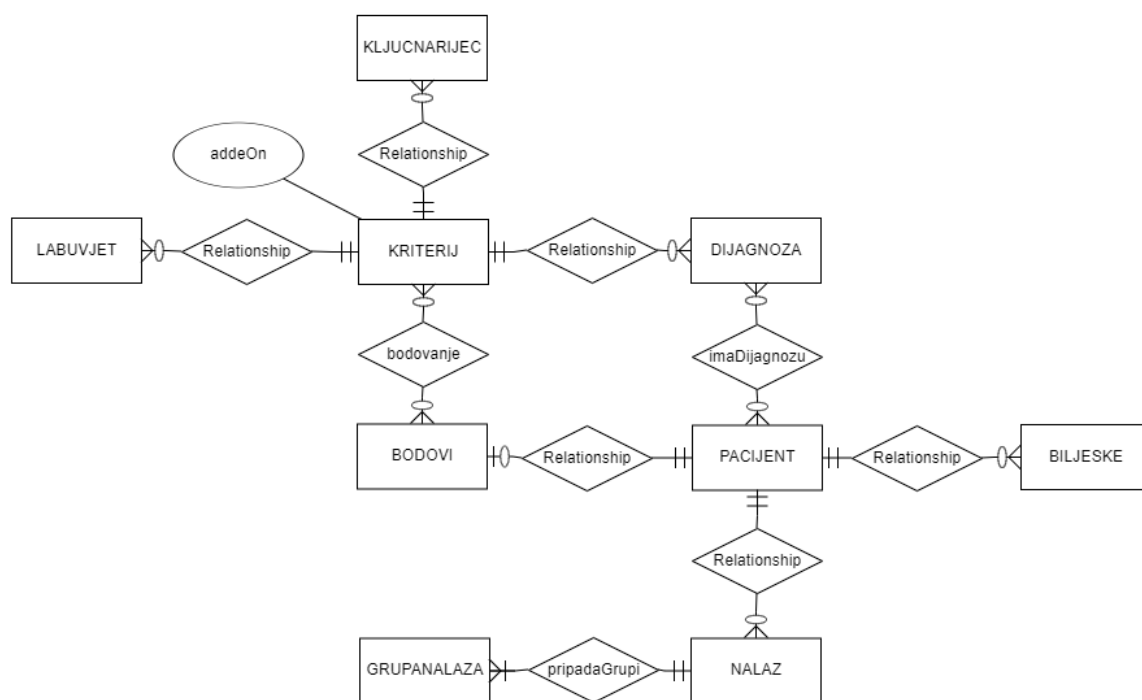 KLJUCNARIJEC
addeOn
Relationship
LABUVJET
Relationship
KRITERIJ
Relationship
DIJAGNOZA
bodovanje
imaDijagnozu
BODOVI
Relationship
PACIJENT
Relationship
BILJESKE
Relationship
GRUPANALAZA
pripadaGrupi
NALAZ